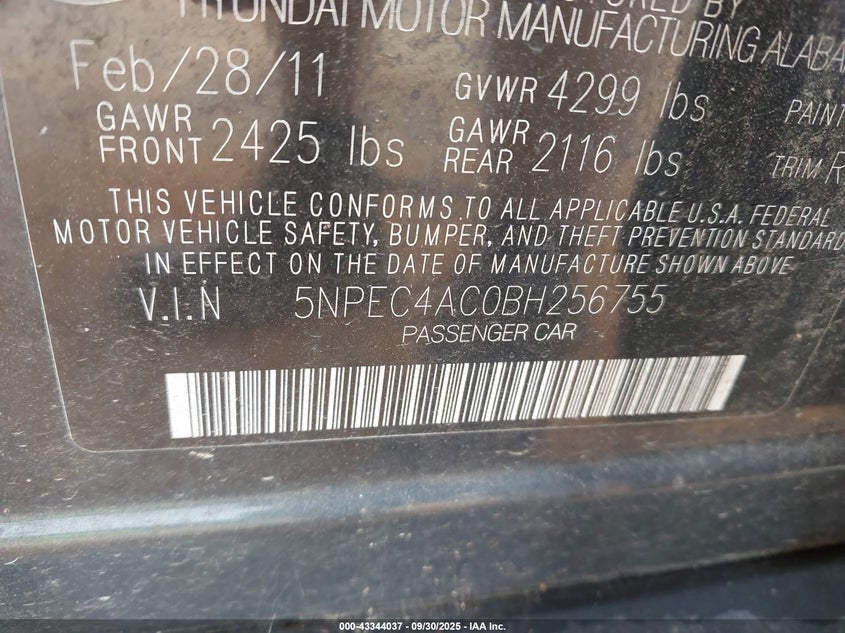 HYUNDAI MOTOR MANUFACTURING ALABA
Feb/28/11 GVWR 4299 lbs PAINT
GAWR FRONT 2425 lbs GAWR REAR 2116 lbs TRIM R
THIS VEHICLE CONFORMS TO ALL APPLICABLE U.S.A. FEDERAL
MOTOR VEHICLE SAFETY, BUMPER, AND THEFT PREVENTION STANDARD
IN EFFECT ON THE DATE OF MANUFACTURE SHOWN ABOVE
V.I.N 5NPEC4AC0BH256755
PASSENGER CAR
000-43344037 - 09/30/2025 - IAA Inc.